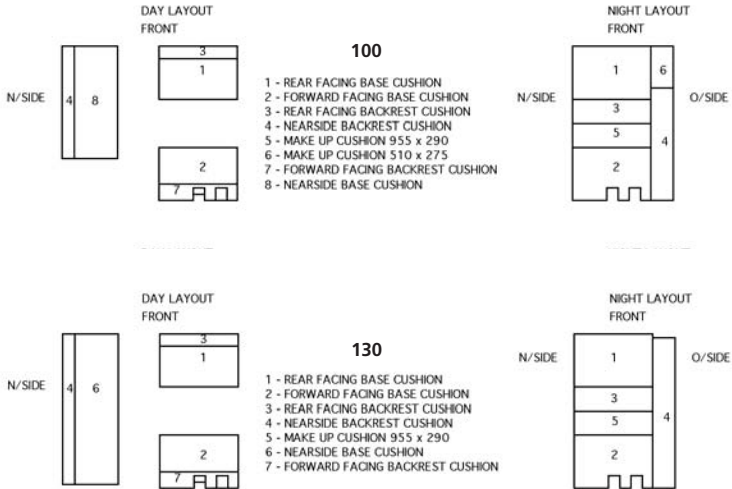 DAY LAYOUT
FRONT
N/SIDE
4
8
3
1
2
7
100
1 - REAR FACING BASE CUSHION
2 - FORWARD FACING BASE CUSHION
3 - REAR FACING BACKREST CUSHION
4 - NEARSIDE BACKREST CUSHION
5 - MAKE UP CUSHION 955 x 290
6 - MAKE UP CUSHION 510 x 275
7 - FORWARD FACING BACKREST CUSHION
8 - NEARSIDE BASE CUSHION
NIGHT LAYOUT
FRONT
N/SIDE
1
6
3
5
4
2
O/SIDE
DAY LAYOUT
FRONT
N/SIDE
4
6
3
1
2
7
130
1 - REAR FACING BASE CUSHION
2 - FORWARD FACING BASE CUSHION
3 - REAR FACING BACKREST CUSHION
4 - NEARSIDE BACKREST CUSHION
5 - MAKE UP CUSHION 955 x 290
6 - NEARSIDE BASE CUSHION
7 - FORWARD FACING BACKREST CUSHION
NIGHT LAYOUT
FRONT
N/SIDE
1
3
5
4
2
O/SIDE